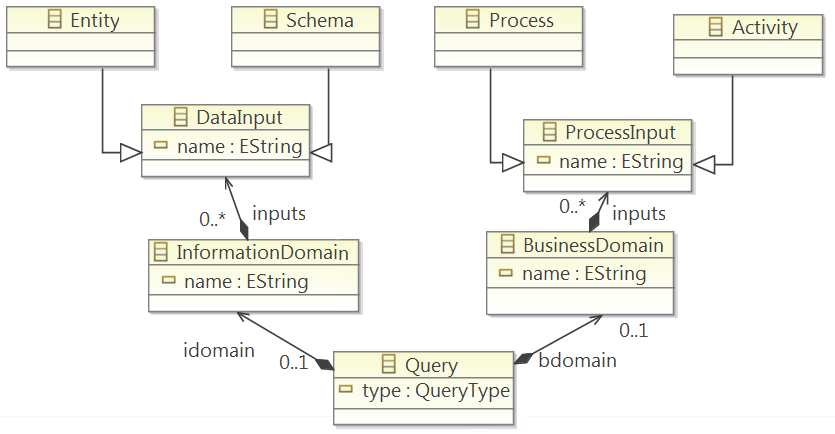 Entity
Schema
Process
Activity
DataInput
name : EString
ProcessInput
name : EString
0..*
inputs
0..*
inputs
InformationDomain
name : EString
BusinessDomain
name : EString
idomain
0..1
Query
type : QueryType
bdomain
0..1